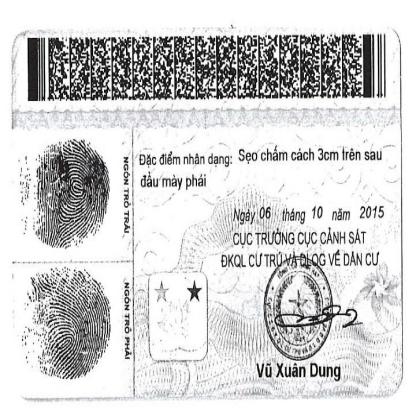 NGÓN TRỎ TRÁI
NGÓN TRỎ PHẢI
Đặc điểm nhân dạng: Sẹo chấm cách 3cm trên sau
đầu mày phải
Ngày 06 tháng 10 năm 2015
CỤC TRƯỞNG CỤC CẢNH SÁT
ĐKQL CƯ TRÚ VÀ DLQG VỀ DÂN CƯ
Vũ Xuân Dung